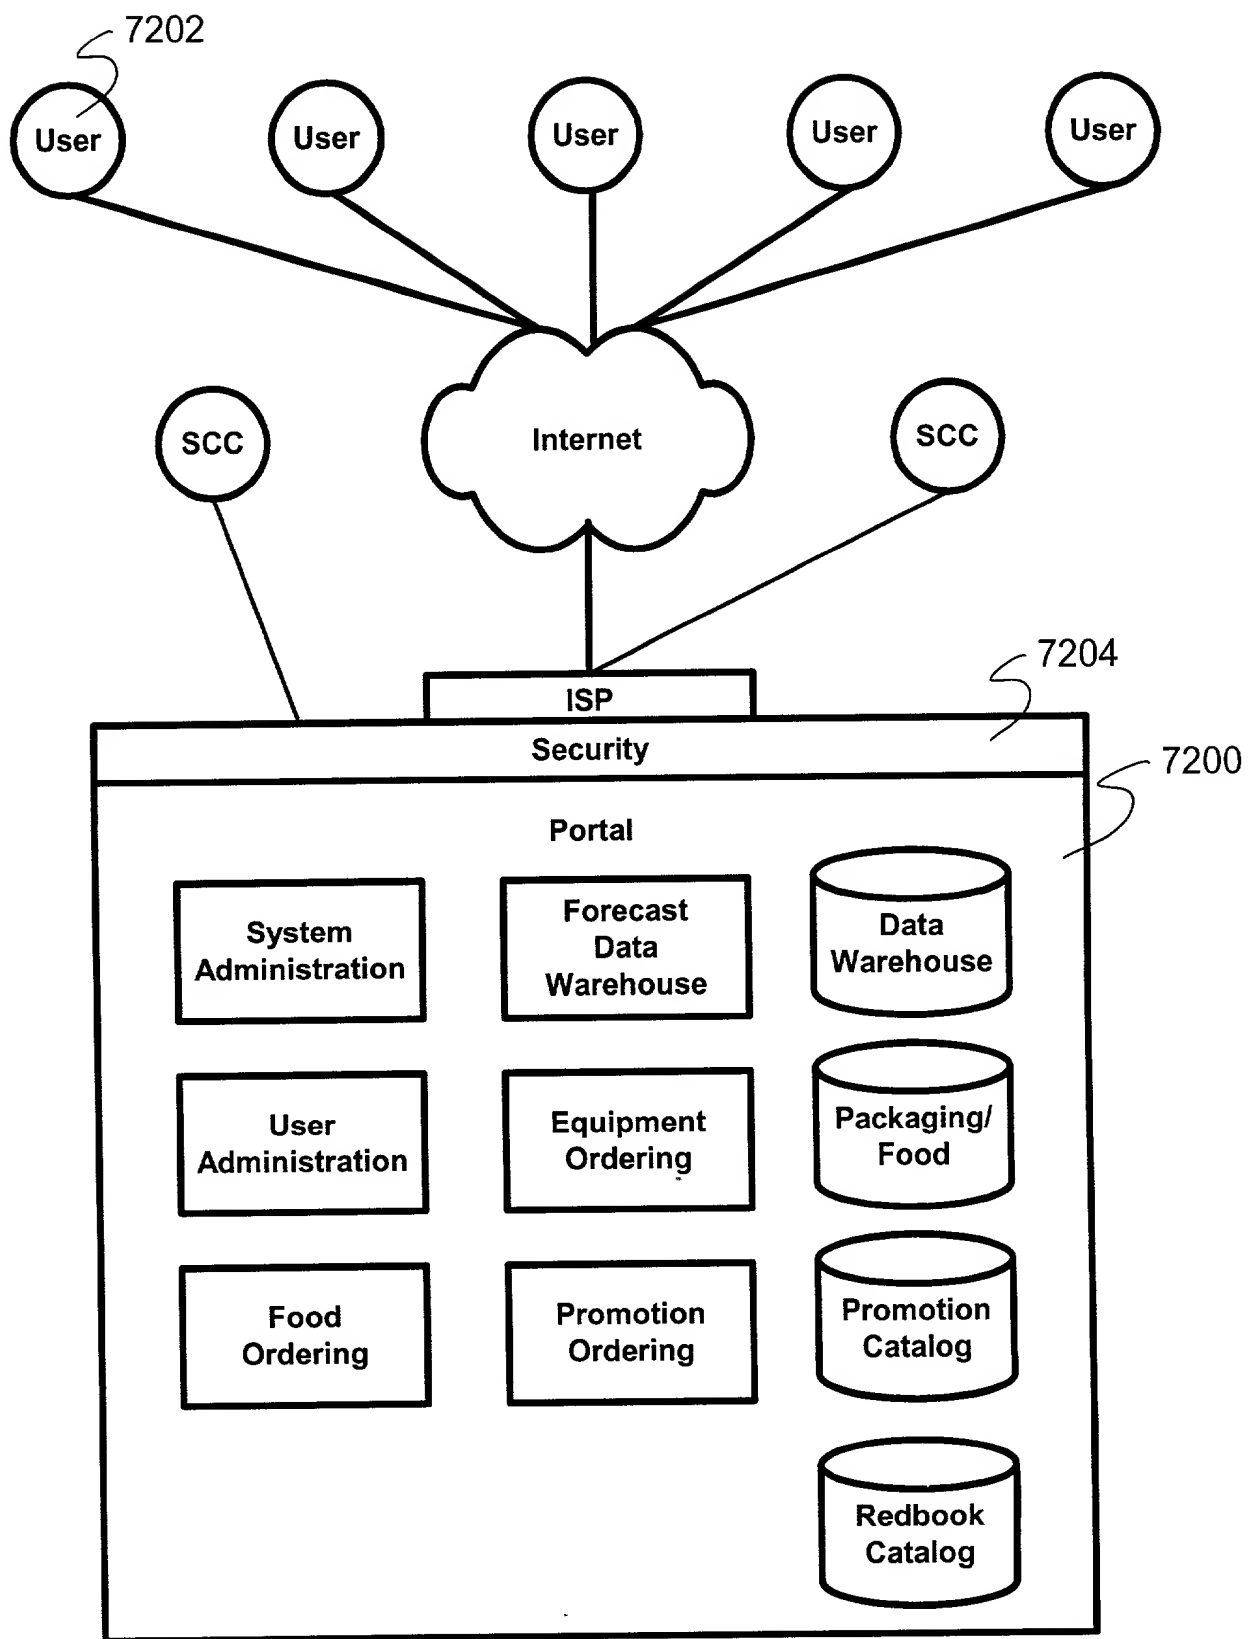 7202
User
User
User
User
User
SCC
Internet
SCC
7204
ISP
Security
7200
Portal
System
Administration
Forecast
Data
Warehouse
Data
Warehouse
User
Administration
Equipment
Ordering
Packaging/
Food
Food
Ordering
Promotion
Ordering
Promotion
Catalog
Redbook
Catalog